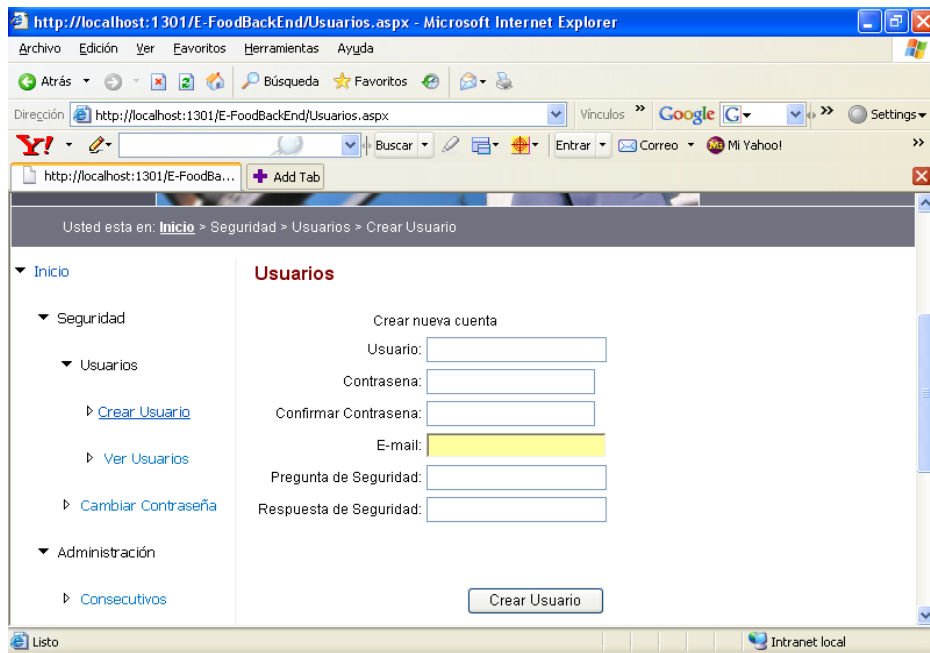 http://localhost:1301/E-FoodBackEnd/Usuarios.aspx - Microsoft Internet Explorer
Archivo Edición Ver Favoritos Herramientas Ayuda
Atrás Búsqueda Favoritos
Dirección http://localhost:1301/E-FoodBackEnd/Usuarios.aspx Vínculos » Google G Settings
Y! Buscar Entrar Correo Mi Yahoo! »
http://localhost:1301/E-FoodBa... Add Tab
Usted esta en: Inicio > Seguridad > Usuarios > Crear Usuario
Inicio
Seguridad
Usuarios
Crear Usuario
Ver Usuarios
Cambiar Contraseña
Administración
Consecutivos
Usuarios
Crear nueva cuenta
Usuario:
Contrasena:
Confirmar Contrasena:
E-mail:
Pregunta de Seguridad:
Respuesta de Seguridad:
Crear Usuario
Listo Intranet local